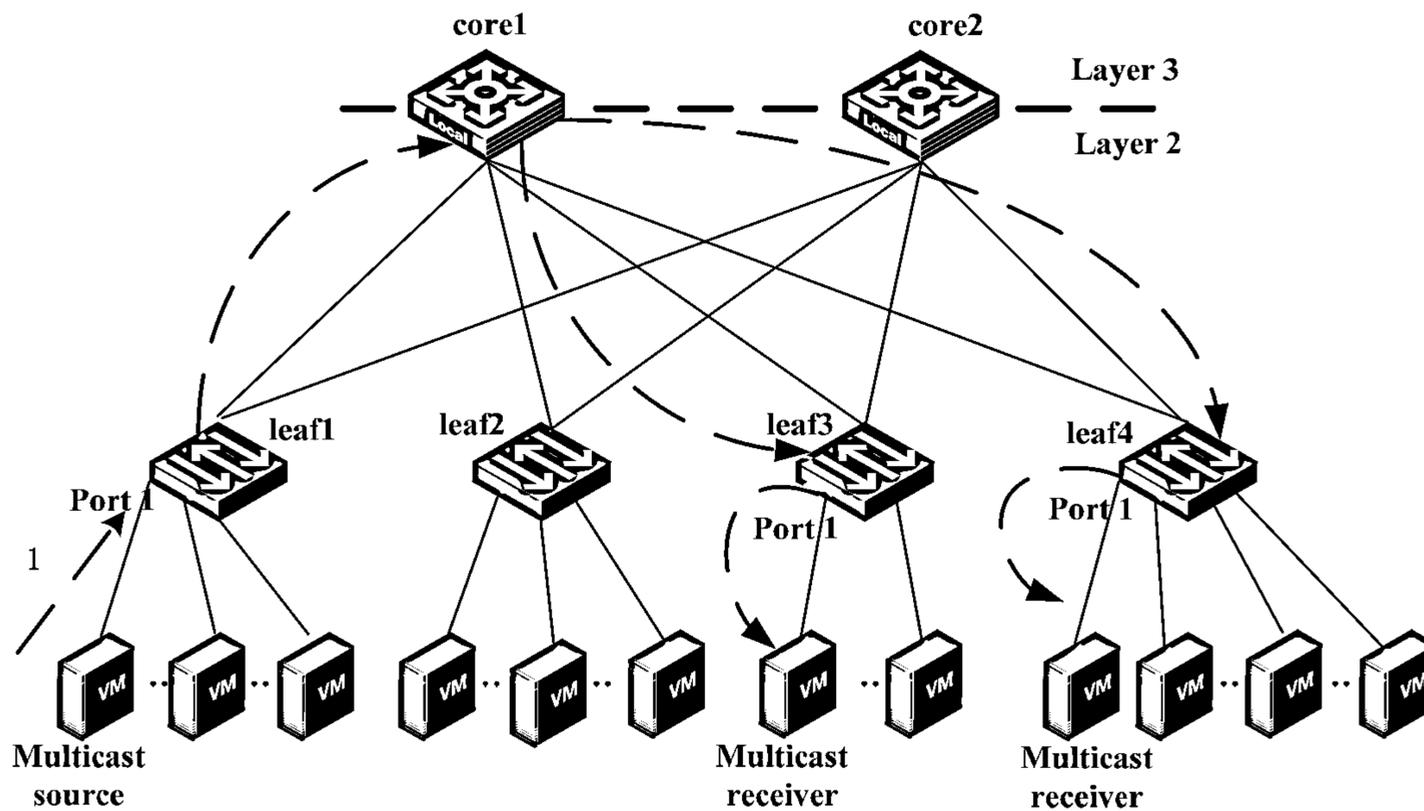 core1
core2
Layer 3
Local
Local
Layer 2
leaf1
leaf2
leaf3
leaf4
Port 1
Port 1
Port 1
1
VM
VM
VM
VM
VM
VM
VM
VM
VM
VM
VM
VM
Multicast
source
Multicast
receiver
Multicast
receiver